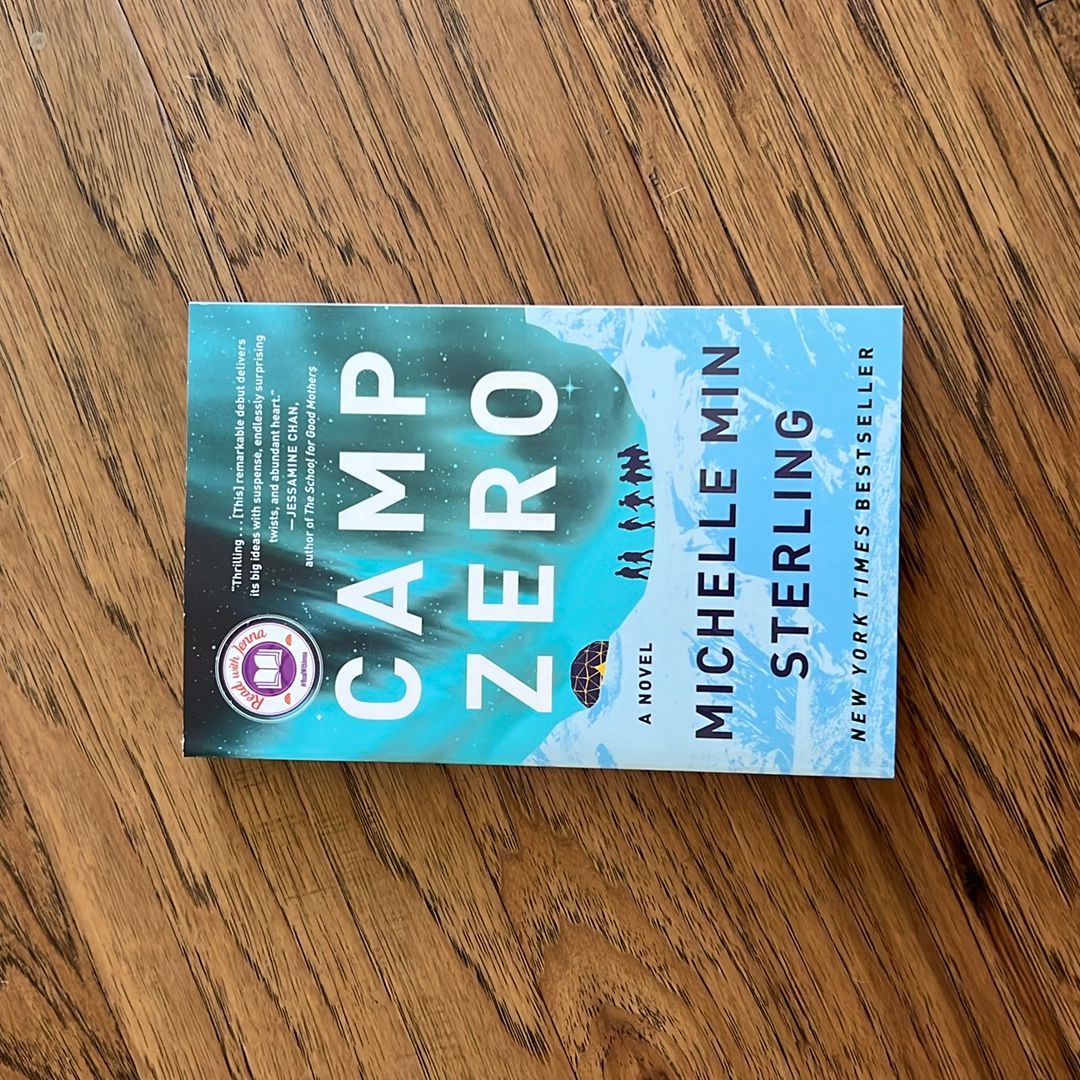 "Thrilling . . . [This] remarkable debut delivers
its big ideas with suspense, endlessly surprising
twists, and abundant heart."
—JESSAMINE CHAN,
author of The School for Good Mothers
Read with Jenna
#ReadWithJenna
CAMP
ZERO
A NOVEL
MICHELLE MIN
STERLING
NEW YORK TIMES BESTSELLER